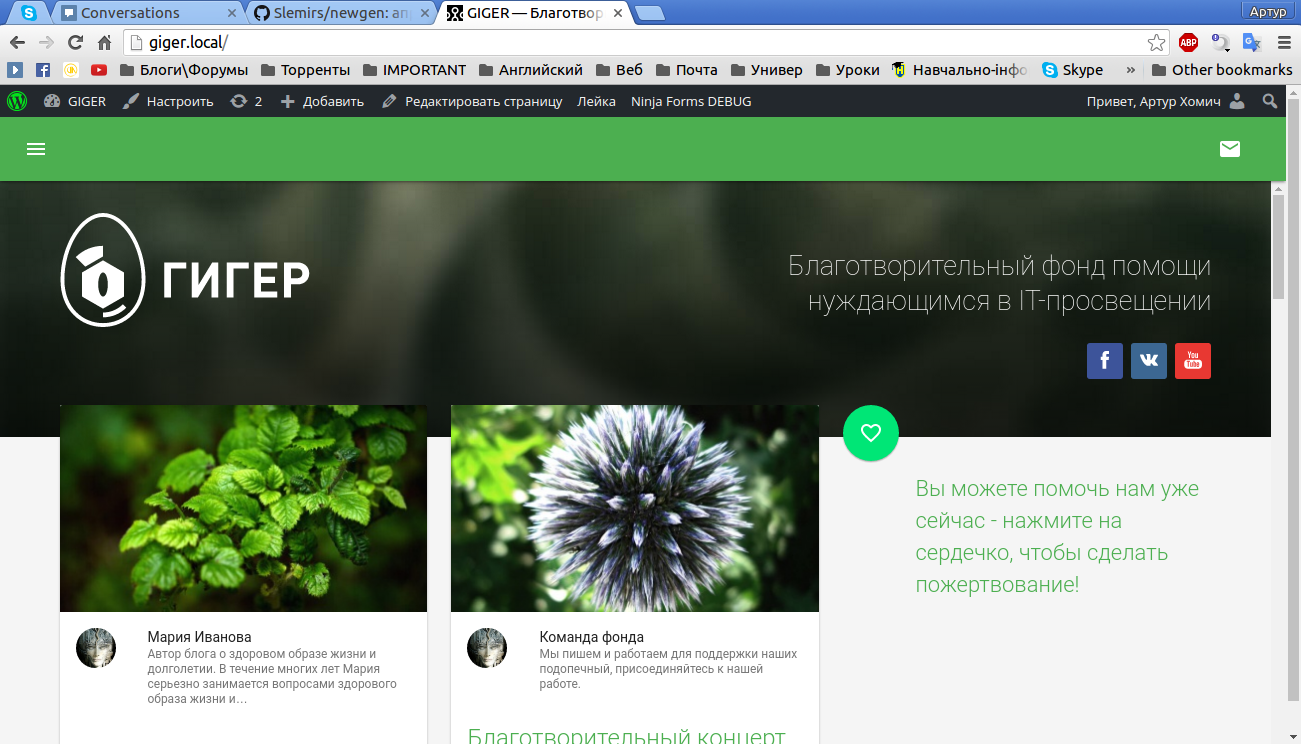 Conversations
Slemirs/newgen: an
GIGER — Благотвор
Артур
giger.local/
ABP
Блоги\Форумы
Торренты
IMPORTANT
Английский
Веб
Почта
Универ
Уроки
Навчально-інфо
Skype
»
Other bookmarks
GIGER
Настроить
2
Добавить
Редактировать страницу
Лейка
Ninja Forms DEBUG
Привет, Артур Хомич
ГИГЕР
Благотворительный фонд помощи
нуждающимся в IT-просвещении
You
Tube
Вы можете помочь нам уже
сейчас - нажмите на
сердечко, чтобы сделать
пожертвование!
Мария Иванова
Автор блога о здоровом образе жизни и
долголетии. В течение многих лет Мария
серьезно занимается вопросами здорового
образа жизни и…
Команда фонда
Мы пишем и работаем для поддержки наших
подопечный, присоединяйтесь к нашей
работе.
Благотворительный концерт